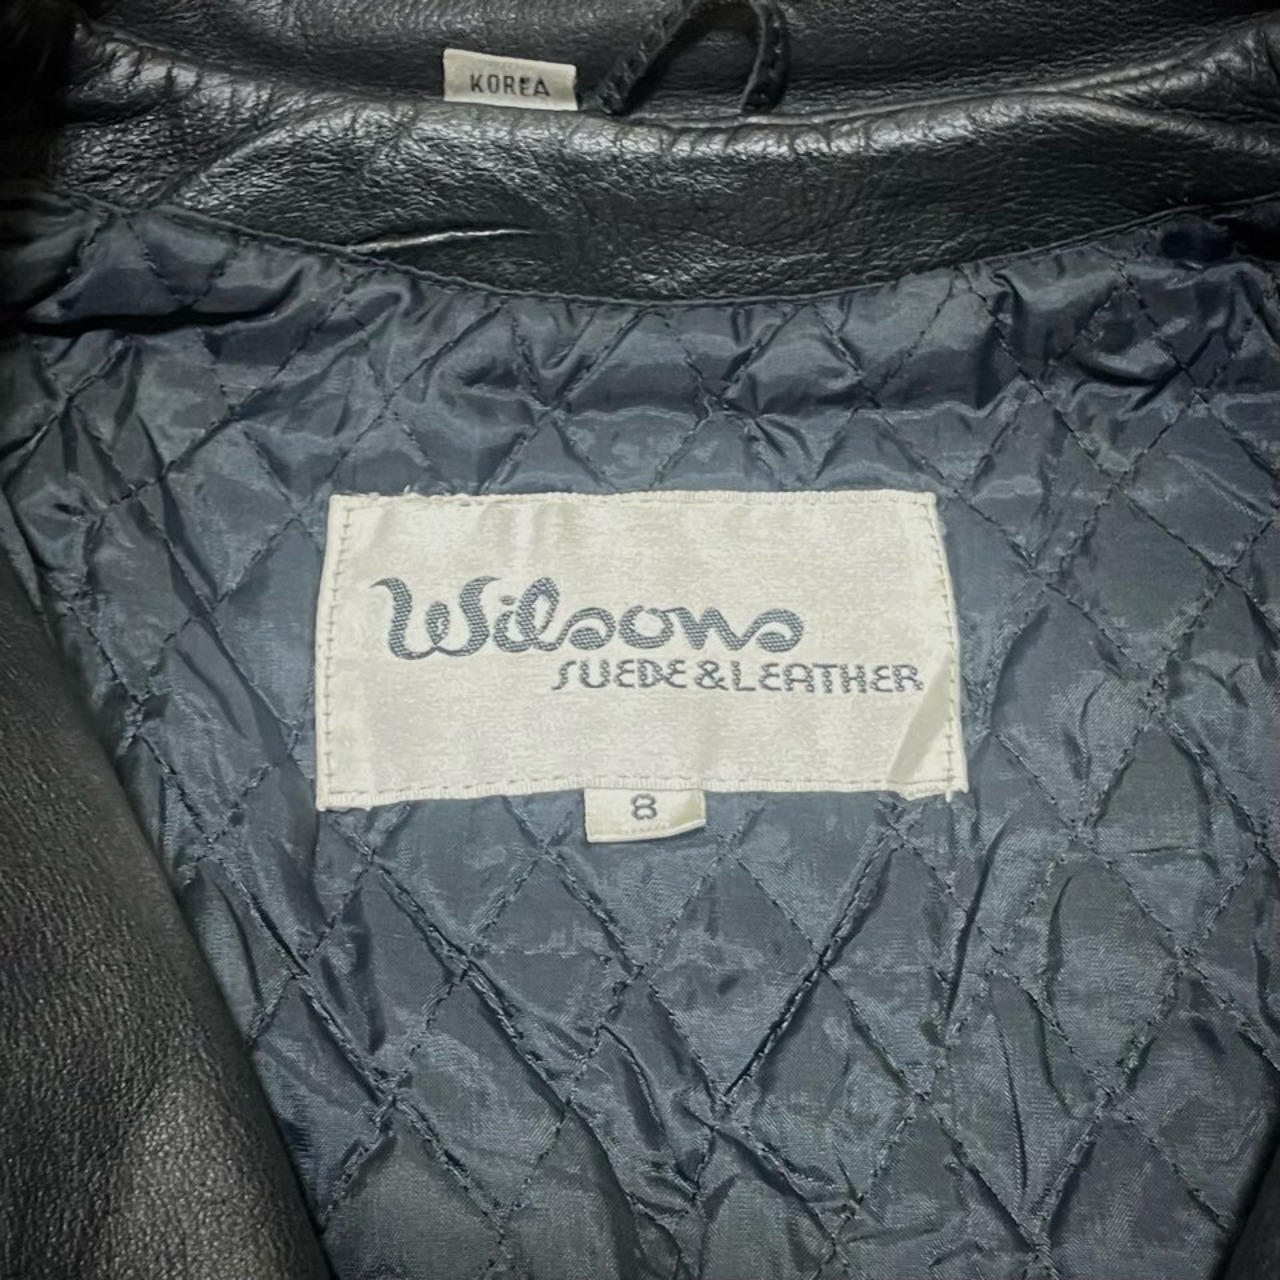 KOREA
Wilsons
SUEDE & LEATHER
8